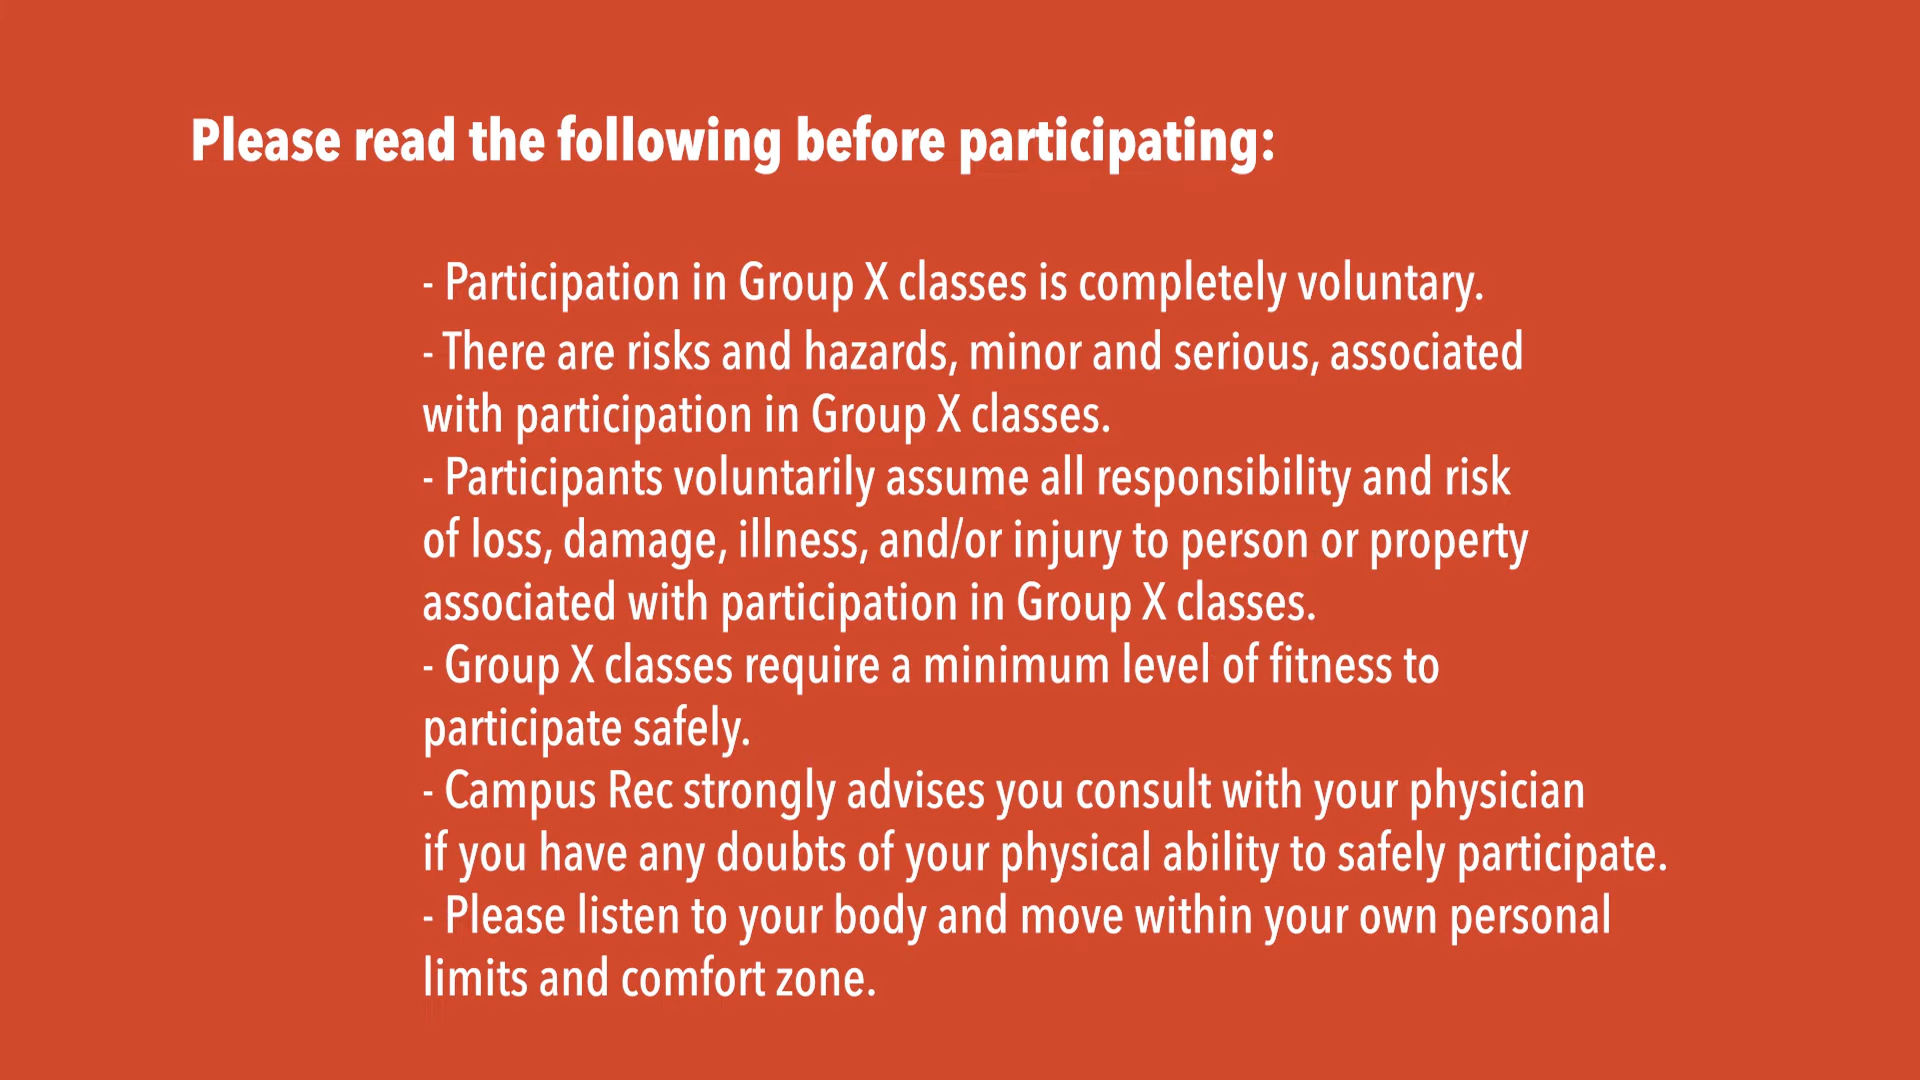 Please read the following before participating:
- Participation in Group X classes is completely voluntary.
- There are risks and hazards, minor and serious, associated
with participation in Group X classes.
- Participants voluntarily assume all responsibility and risk
of loss, damage, illness, and/or injury to person or property
associated with participation in Group X classes.
- Group X classes require a minimum level of fitness to
participate safely.
- Campus Rec strongly advises you consult with your physician
if you have any doubts of your physical ability to safely participate.
- Please listen to your body and move within your own personal
limits and comfort zone.